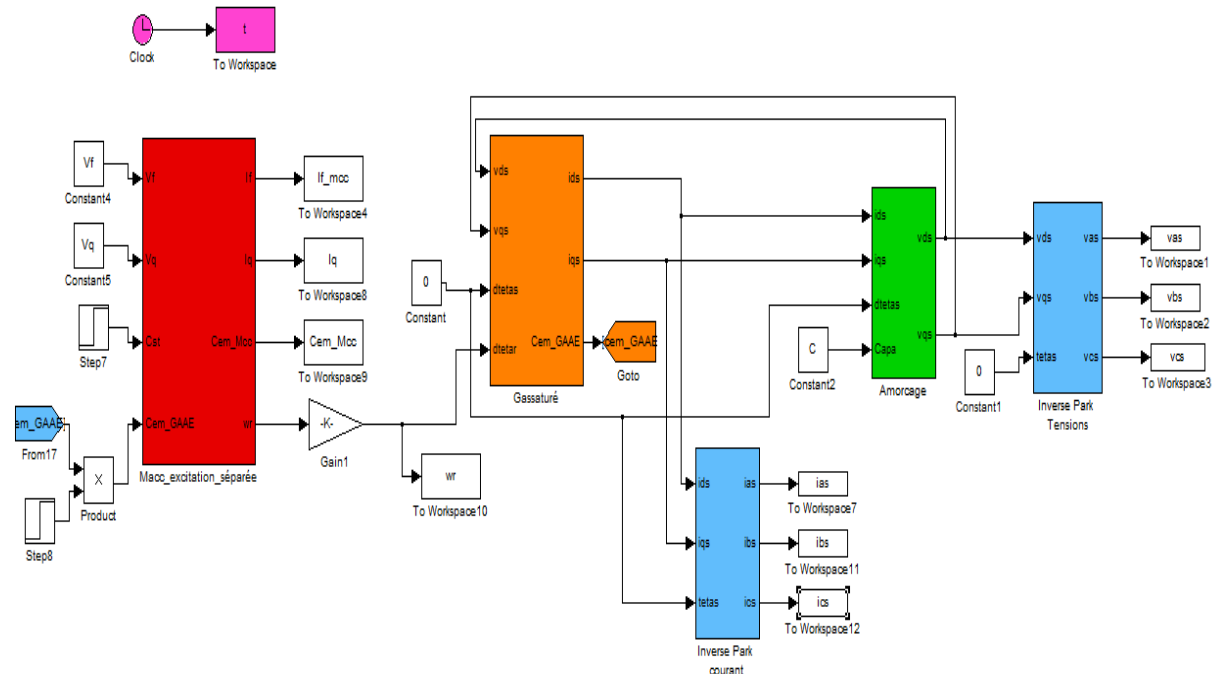 t
Clock
To Workspace
Vf
Constant4
Vq
Constant5
Step7
Cem_GAAE
From17
Step8
X
Product
Vf
Vq
Cst
Cem_GAAE
If
Iq
Cem_Mcc
wr
Macc_excitation_séparée
If_mcc
To Workspace4
Iq
To Workspace8
Cem_Mcc
To Workspace9
-K-
Gain1
wr
To Workspace10
0
Constant
vds
vqs
dtetas
dtetar
ids
iqs
Cem_GAAE
Gassaturé
[cem_GAAE]
Goto
C
Constant2
ids
iqs
dtetas
Capa
vds
vqs
Amorcage
0
Constant1
vds
vqs
tetas
vas
vbs
vcs
Inverse Park
Tensions
vas
To Workspace1
vbs
To Workspace2
vcs
To Workspace3
ids
iqs
tetas
ias
ibs
ics
Inverse Park
courant
ias
To Workspace7
ibs
To Workspace11
ics
To Workspace12